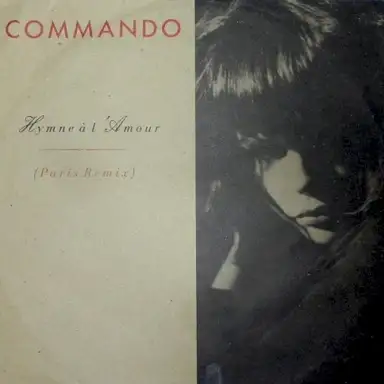 COMMANDO
Hymne à l'Amour
(Paris Remix)